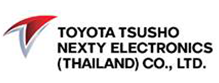 TOYOTA TSUSHO
NEXTY ELECTRONICS
(THAILAND) CO., LTD.